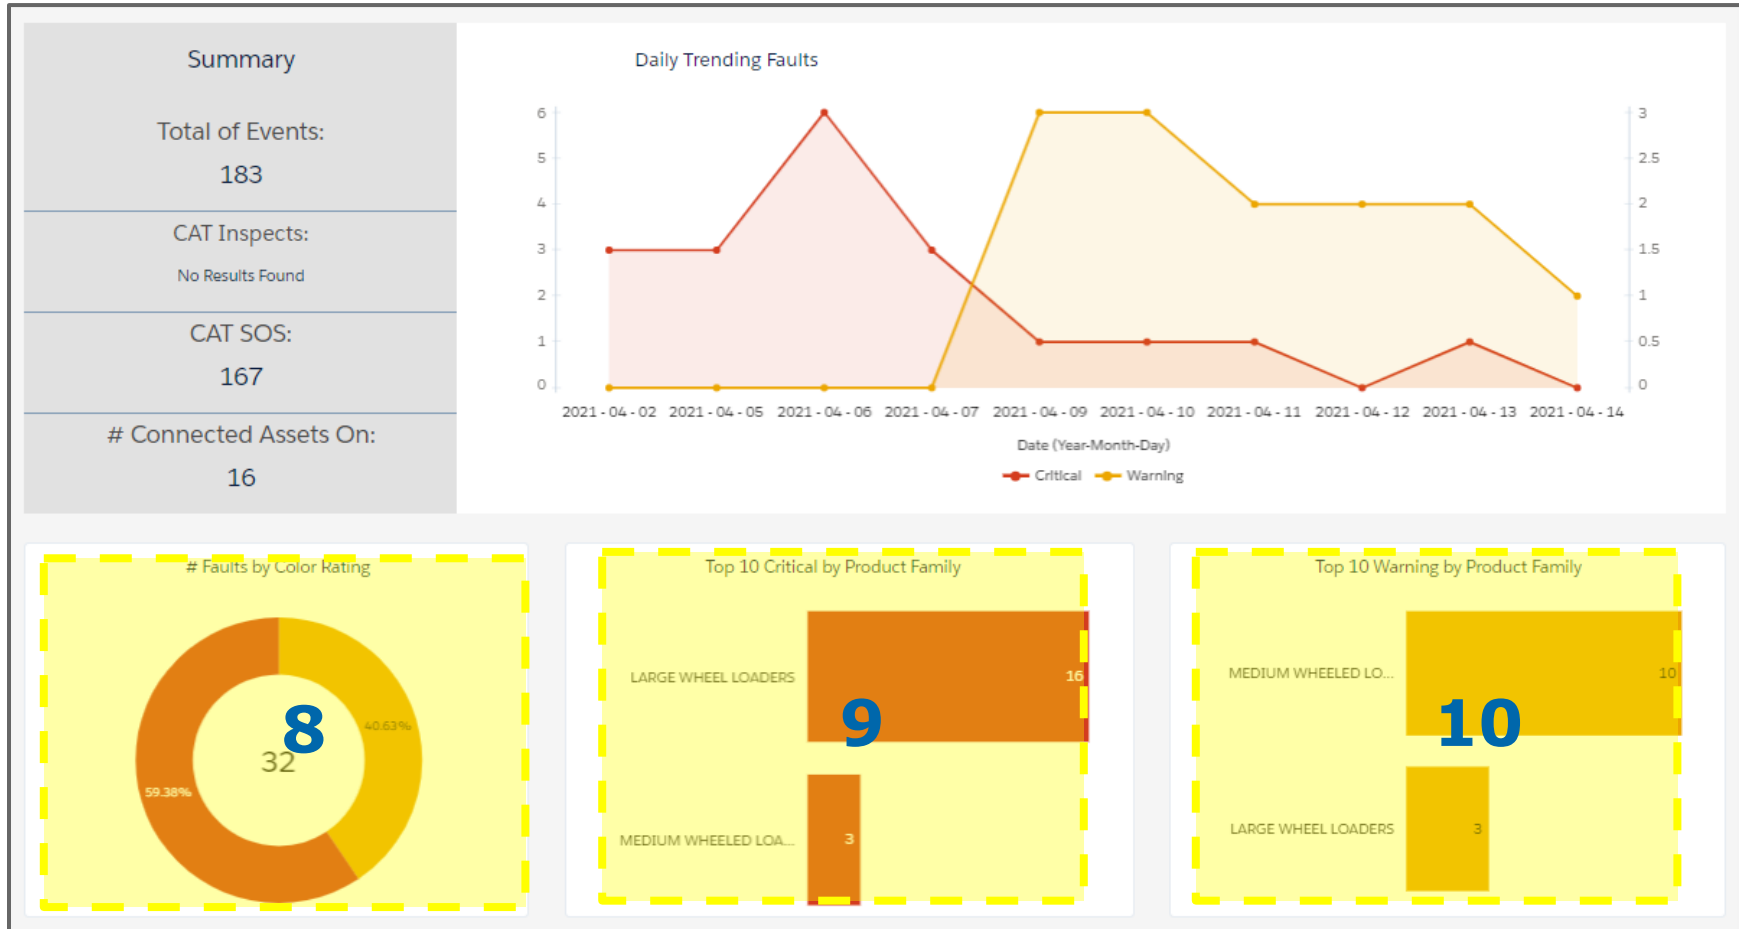 Summary
Total of Events:
183
CAT Inspects:
No Results Found
CAT SOS:
167
# Connected Assets On:
16
Daily Trending Faults
6
5
4
3
2
1
0
3
2.5
2
1.5
1
0.5
0
2021 - 04 - 02 2021 - 04 - 05 2021 - 04 - 06 2021 - 04 - 07 2021 - 04 - 09 2021 - 04 - 10 2021 - 04 - 11 2021 - 04 - 12 2021 - 04 - 13 2021 - 04 - 14
Date (Year-Month-Day)
Critical Warning
# Faults by Color Rating
40.63%
8
32
59.38%
Top 10 Critical by Product Family
LARGE WHEEL LOADERS 16
9
MEDIUM WHEELED LOA... 3
Top 10 Warning by Product Family
MEDIUM WHEELED LO... 10
10
LARGE WHEEL LOADERS 3